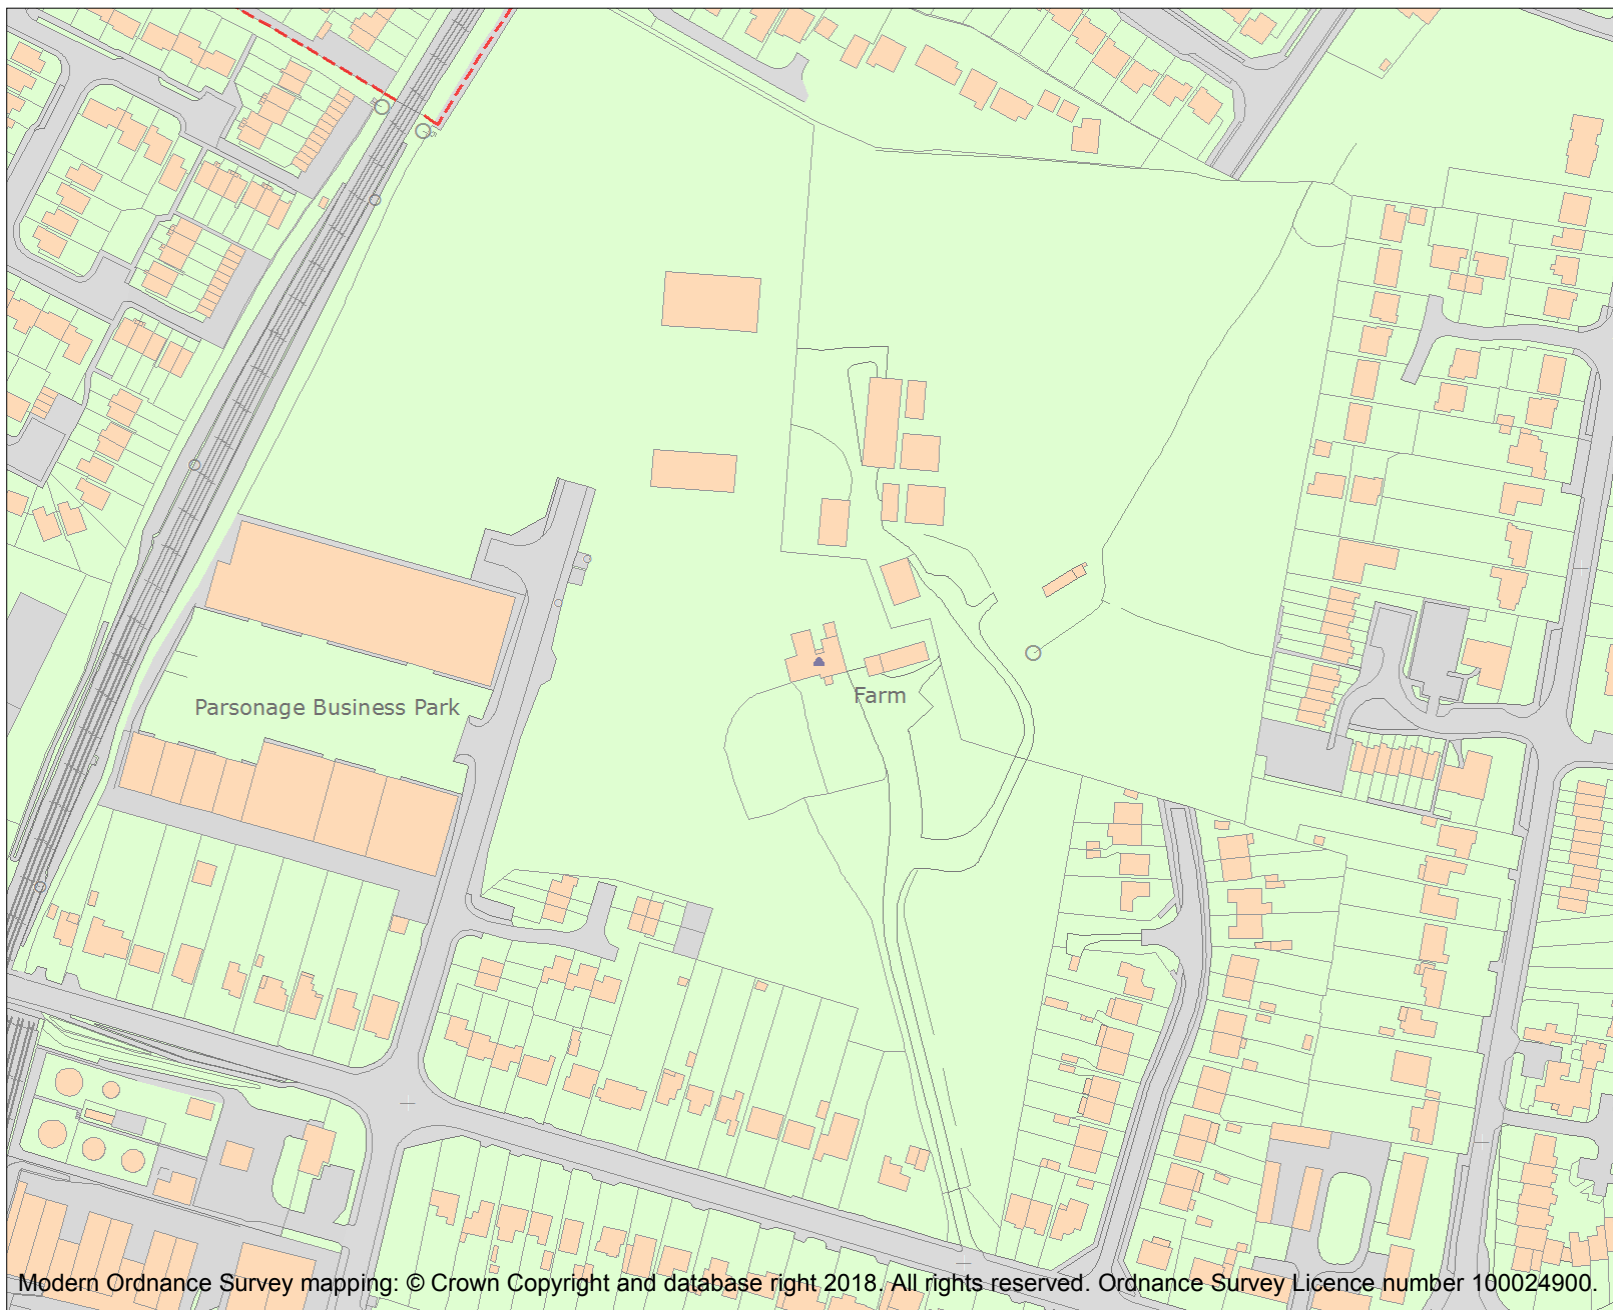 Farm
Parsonage Business Park
Modern Ordnance Survey mapping: © Crown Copyright and database right 2018. All rights reserved. Ordnance Survey Licence number 100024900.